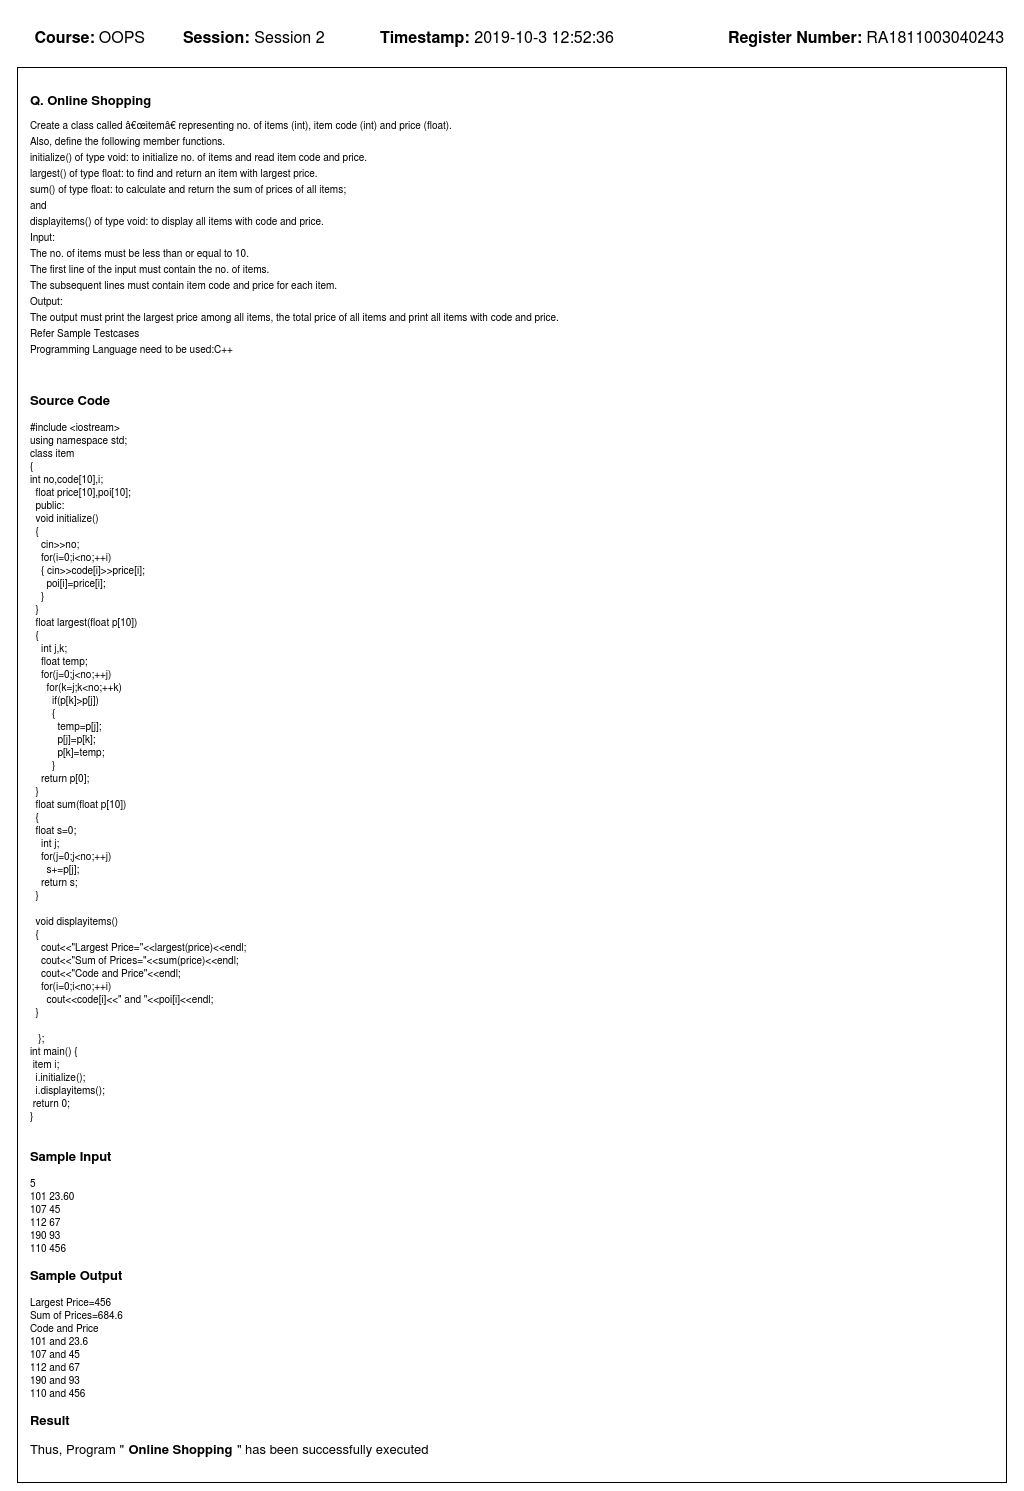 Course: OOPS Session: Session 2 Timestamp: 2019-10-3 12:52:36 Register Number: RA1811003040243
Q. Online Shopping
Create a class called â€œitemâ€ representing no. of items (int), item code (int) and price (float).
Also, define the following member functions.
initialize() of type void: to initialize no. of items and read item code and price.
largest() of type float: to find and return an item with largest price.
sum() of type float: to calculate and return the sum of prices of all items;
and
displayitems() of type void: to display all items with code and price.
Input:
The no. of items must be less than or equal to 10.
The first line of the input must contain the no. of items.
The subsequent lines must contain item code and price for each item.
Output:
The output must print the largest price among all items, the total price of all items and print all items with code and price.
Refer Sample Testcases
Programming Language need to be used:C++
Source Code
#include <iostream>
using namespace std;
class item
{
int no,code[10],i;
  float price[10],poi[10];
  public:
  void initialize()
  {
    cin>>no;
    for(i=0;i<no;++i)
    { cin>>code[i]>>price[i];
      poi[i]=price[i];
    }
  }
  float largest(float p[10])
  {
    int j,k;
    float temp;
    for(j=0;j<no;++j)
      for(k=j;k<no;++k)
        if(p[k]>p[j])
        {
          temp=p[j];
          p[j]=p[k];
          p[k]=temp;
        }
    return p[0];
  }
  float sum(float p[10])
  {
  float s=0;
    int j;
    for(j=0;j<no;++j)
      s+=p[j];
    return s;
  }
  void displayitems()
  {
    cout<<"Largest Price="<<largest(price)<<endl;
    cout<<"Sum of Prices="<<sum(price)<<endl;
    cout<<"Code and Price"<<endl;
    for(i=0;i<no;++i)
      cout<<code[i]<<" and "<<poi[i]<<endl;
  }
   };
int main() {
 item i;
  i.initialize();
  i.displayitems();
 return 0;
}
Sample Input
5
101 23.60
107 45
112 67
190 93
110 456
Sample Output
Largest Price=456
Sum of Prices=684.6
Code and Price
101 and 23.6
107 and 45
112 and 67
190 and 93
110 and 456
Result
Thus, Program " Online Shopping " has been successfully executed